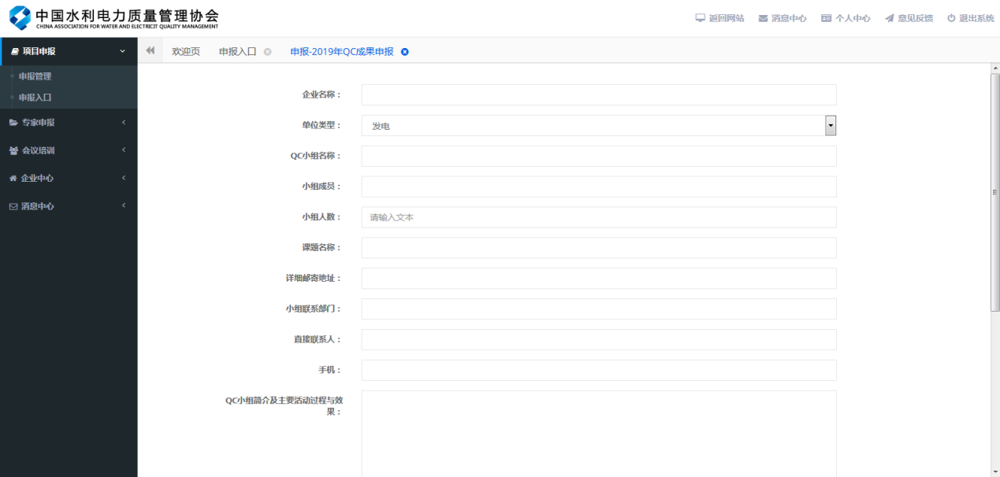 中国水利电力质量管理协会
CHINA ASSOCIATION FOR WATER AND ELECTRICIT QUALITY MANAGEMENT
返回网站 消息中心 个人中心 意见反馈 退出系统
项目申报
申报管理
申报入口
专家申报
会议培训
企业中心
消息中心
欢迎页 申报入口 申报-2019年QC成果申报
企业名称：
单位类型： 发电
QC小组名称：
小组成员：
小组人数： 请输入文本
课题名称：
详细邮寄地址：
小组联系部门：
直接联系人：
手机：
QC小组简介及主要活动过程与效
果：